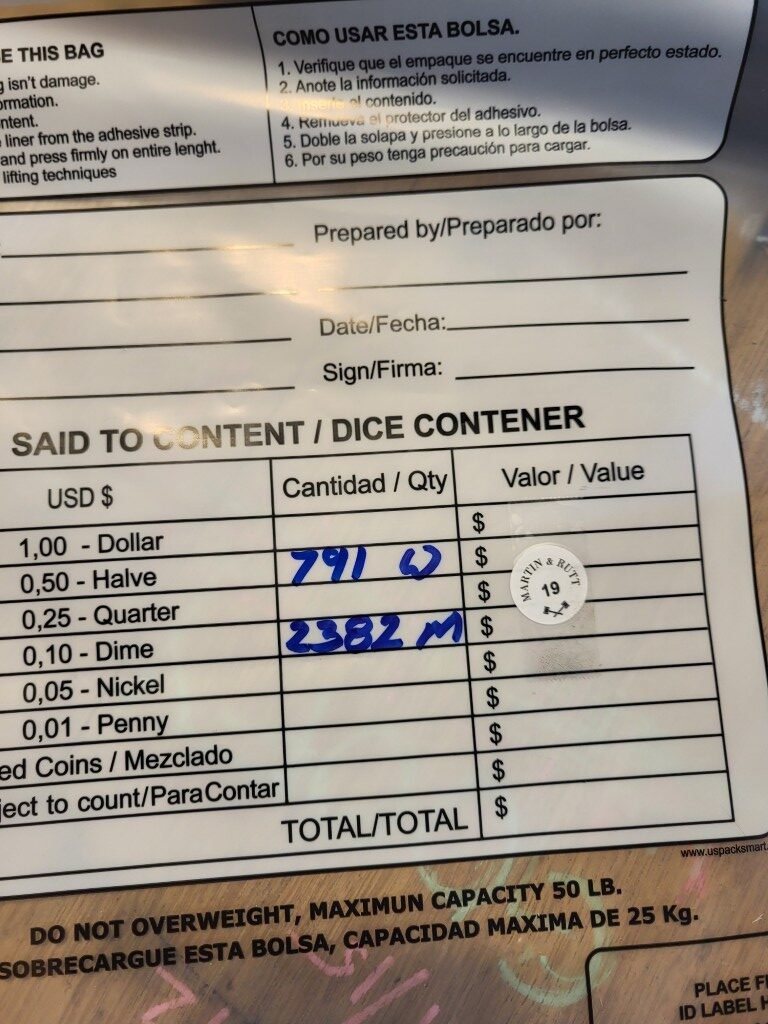 E THIS BAG
g isn't damage.
ormation.
ntent.
liner from the adhesive strip.
and press firmly on entire lenght.
lifting techniques
COMO USAR ESTA BOLSA.
1. Verifique que el empaque se encuentre en perfecto estado.
2. Anote la información solicitada.
3. Inserte el contenido.
4. Remueva el protector del adhesivo.
5. Doble la solapa y presione a lo largo de la bolsa.
6. Por su peso tenga precaución para cargar.
Prepared by/Preparado por:
Date/Fecha:
Sign/Firma:
SAID TO CONTENT / DICE CONTENER
USD $ Cantidad / Qty Valor / Value
1,00 - Dollar $
0,50 - Halve 791 W $
0,25 - Quarter $
0,10 - Dime 2382 M $
0,05 - Nickel $
0,01 - Penny $
ed Coins / Mezclado $
ject to count/ParaContar $
TOTAL/TOTAL $
MARTIN & RUTT
19
www.uspacksmart.
DO NOT OVERWEIGHT, MAXIMUN CAPACITY 50 LB.
SOBRECARGUE ESTA BOLSA, CAPACIDAD MAXIMA DE 25 Kg.
PLACE F
ID LABEL H